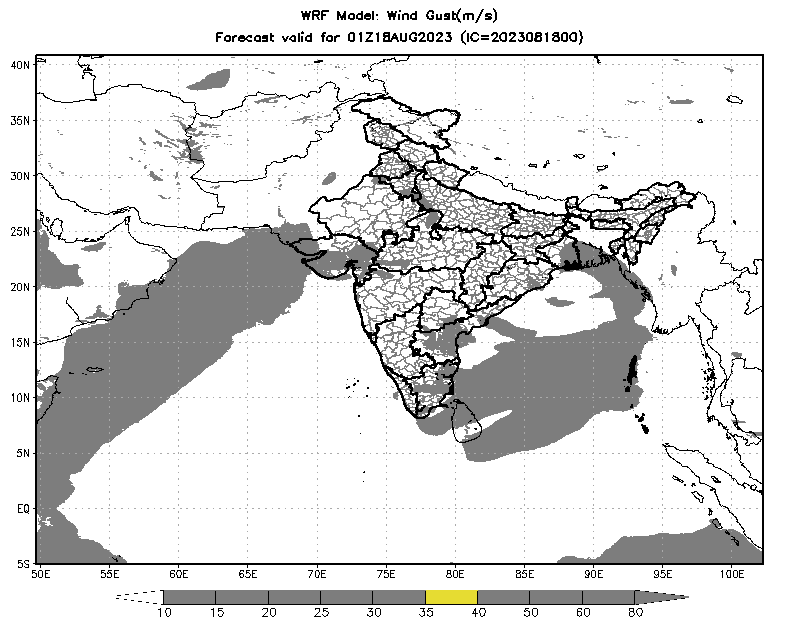 WRF Model: Wind Gust(m/s)
Forecast valid for 01Z18AUG2023 (IC=2023081800)
40N
35N
30N
25N
20N
15N
10N
5N
EQ
5S
50E 55E 60E 65E 70E 75E 80E 85E 90E 95E 100E
10 15 20 25 30 35 40 50 60 80